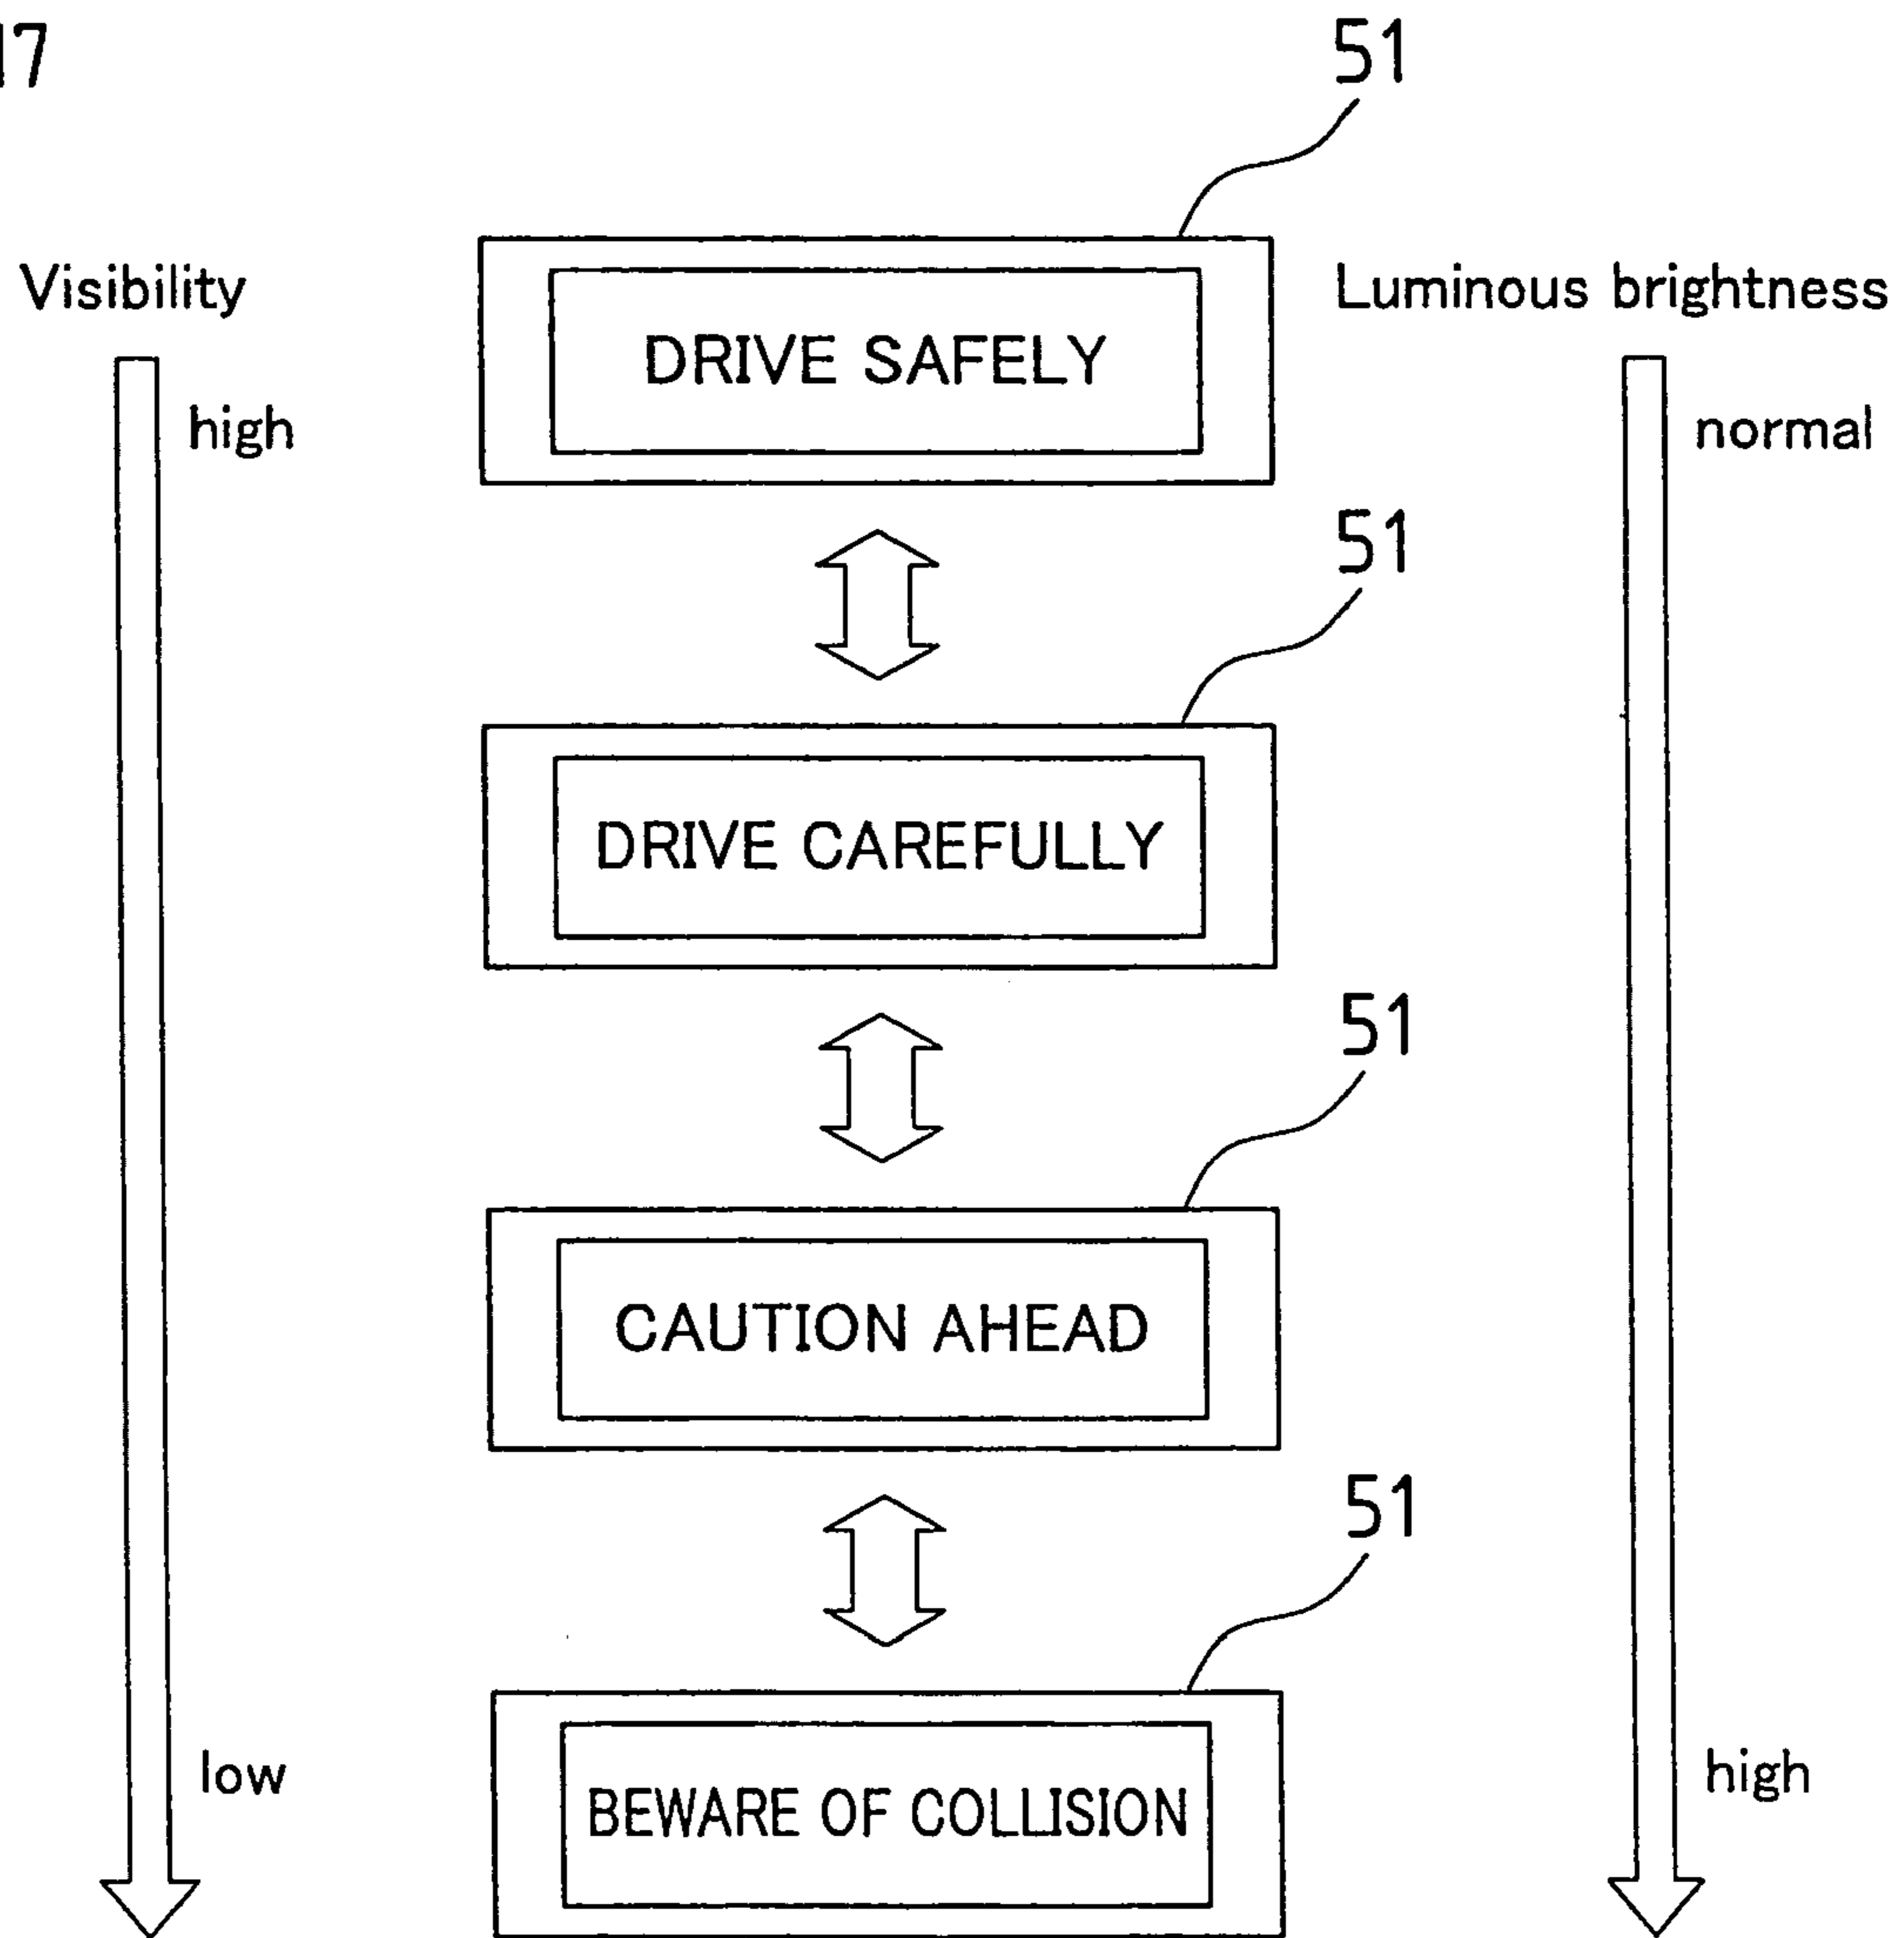 17
51
Visibility
Luminous brightness
DRIVE SAFELY
high
normal
51
DRIVE CAREFULLY
51
CAUTION AHEAD
51
low
high
BEWARE OF COLLISION